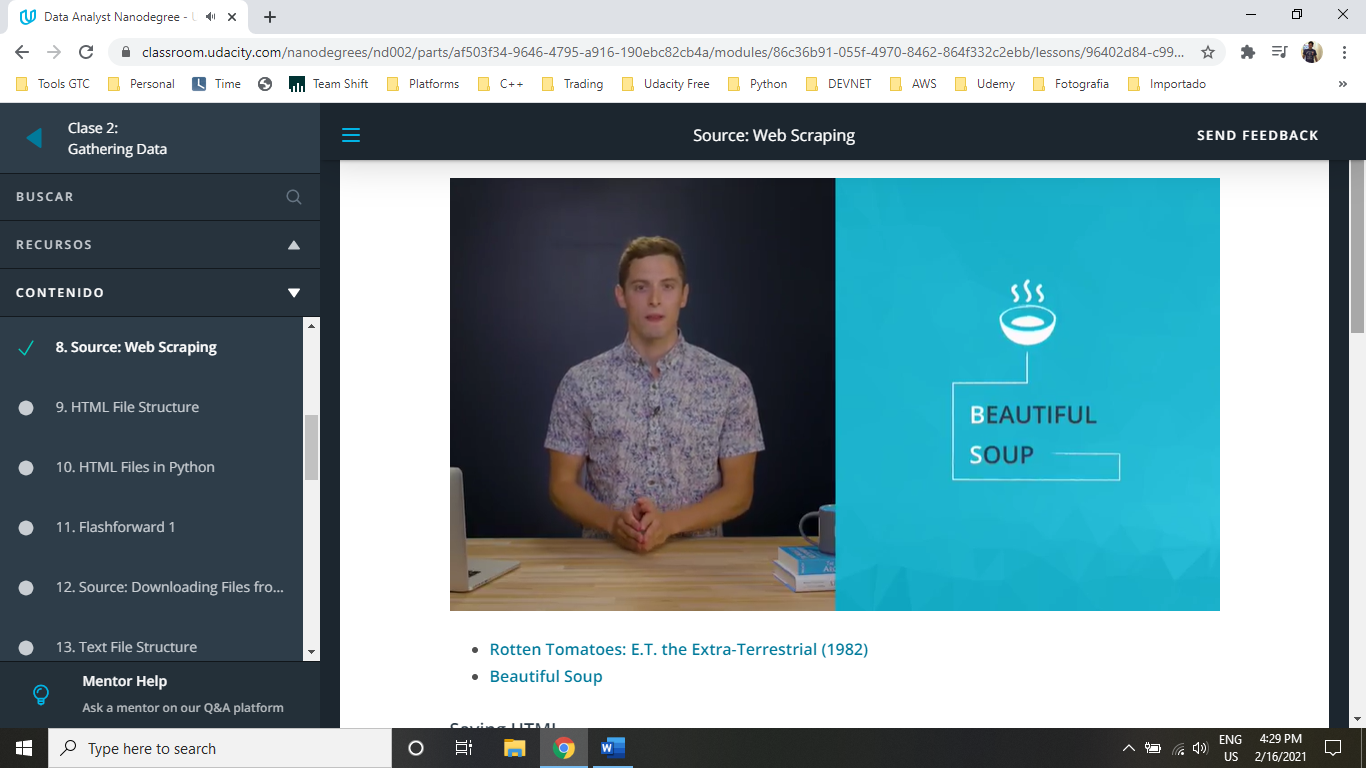 Data Analyst Nanodegree - U
classroom.udacity.com/nanodegrees/nd002/parts/af503f34-9646-4795-a916-190ebc82cb4a/modules/86c36b91-055f-4970-8462-864f332c2ebb/lessons/96402d84-c99...
Tools GTC Personal Time Team Shift Platforms C++ Trading Udacity Free Python DEVNET AWS Udemy Fotografia Importado »
Clase 2:
Gathering Data
Source: Web Scraping
SEND FEEDBACK
BUSCAR
RECURSOS
CONTENIDO
8. Source: Web Scraping
9. HTML File Structure
10. HTML Files in Python
11. Flashforward 1
12. Source: Downloading Files fro...
13. Text File Structure
Mentor Help
Ask a mentor on our Q&A platform
BEAUTIFUL
SOUP
Rotten Tomatoes: E.T. the Extra-Terrestrial (1982)
Beautiful Soup
Saving HTML
Type here to search
ENG
US
4:29 PM
2/16/2021